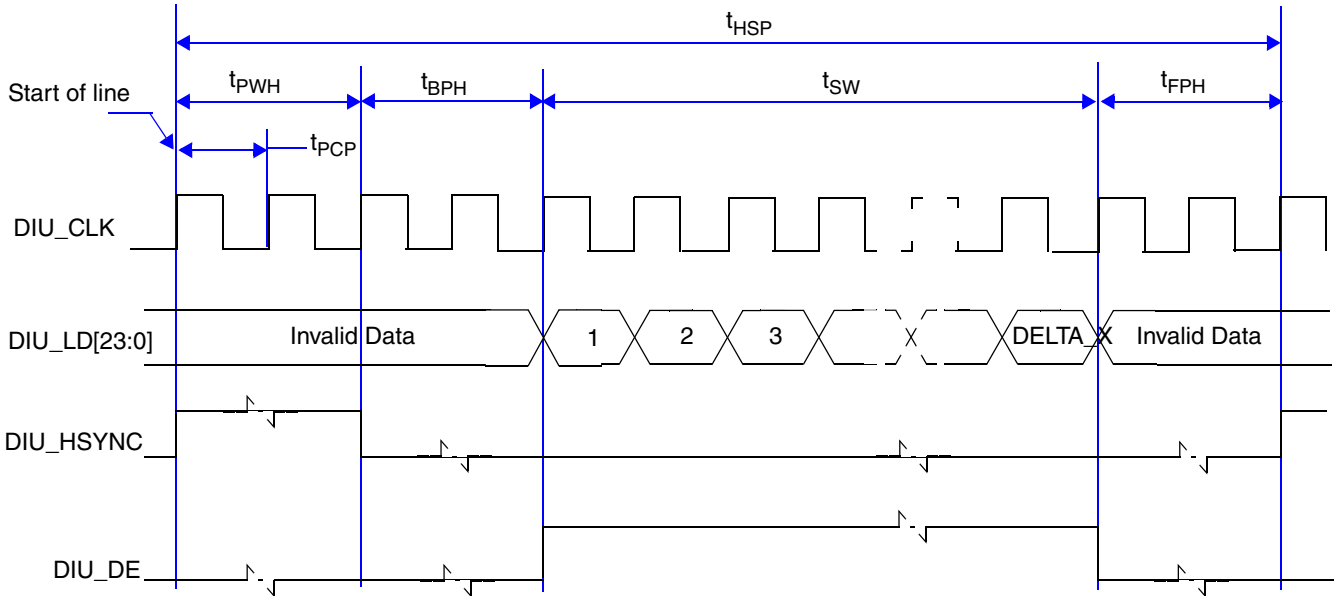 tHSP
tPWH
tBPH
tSW
tFPH
Start of line
tPCP
DIU_CLK
DIU_LD[23:0]
Invalid Data
1
2
3
DELTA_X
Invalid Data
DIU_HSYNC
DIU_DE